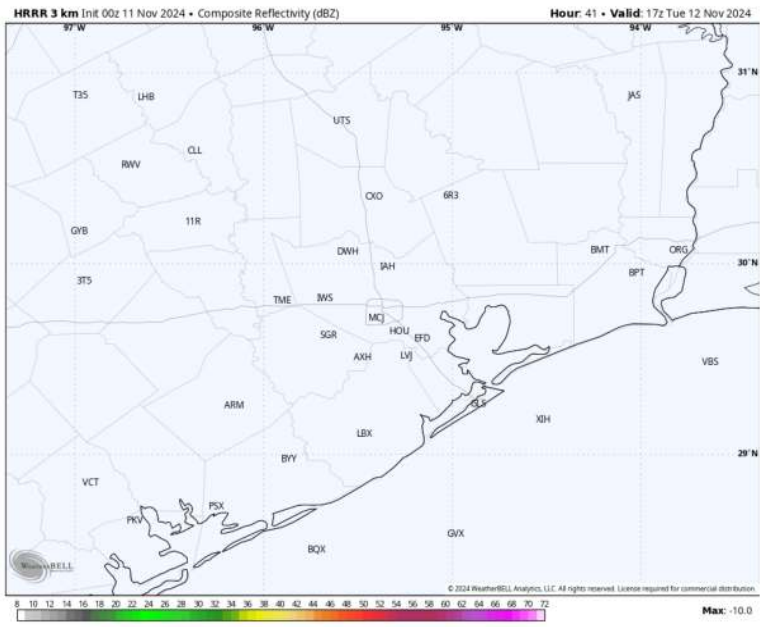 HRRR 3 km Init 00z 11 Nov 2024 • Composite Reflectivity (dBZ)
Hour: 41 • Valid: 17z Tue 12 Nov 2024
97°W 96°W 95°W 94°W
31°N
T35 LHB JAS
UTS
CLL
RWV
CXO 6R3
11R
GYB
DWH BMT ORG
30°N
IAH BPT
3T5
TME IWS
MCJ
SGR HOU EFD
AXH LVJ VBS
ARM GLS
XIH
LBX
29°N
BYY
VCT
PSX
PKV
GVX
BQX
WeatherBELL
© 2024 WeatherBELL Analytics, LLC. All rights reserved. License required for commercial distribution.
8 10 12 14 16 18 20 22 24 26 28 30 32 34 36 38 40 42 44 46 48 50 52 54 56 58 60 62 64 66 68 70 72
Max: -10.0